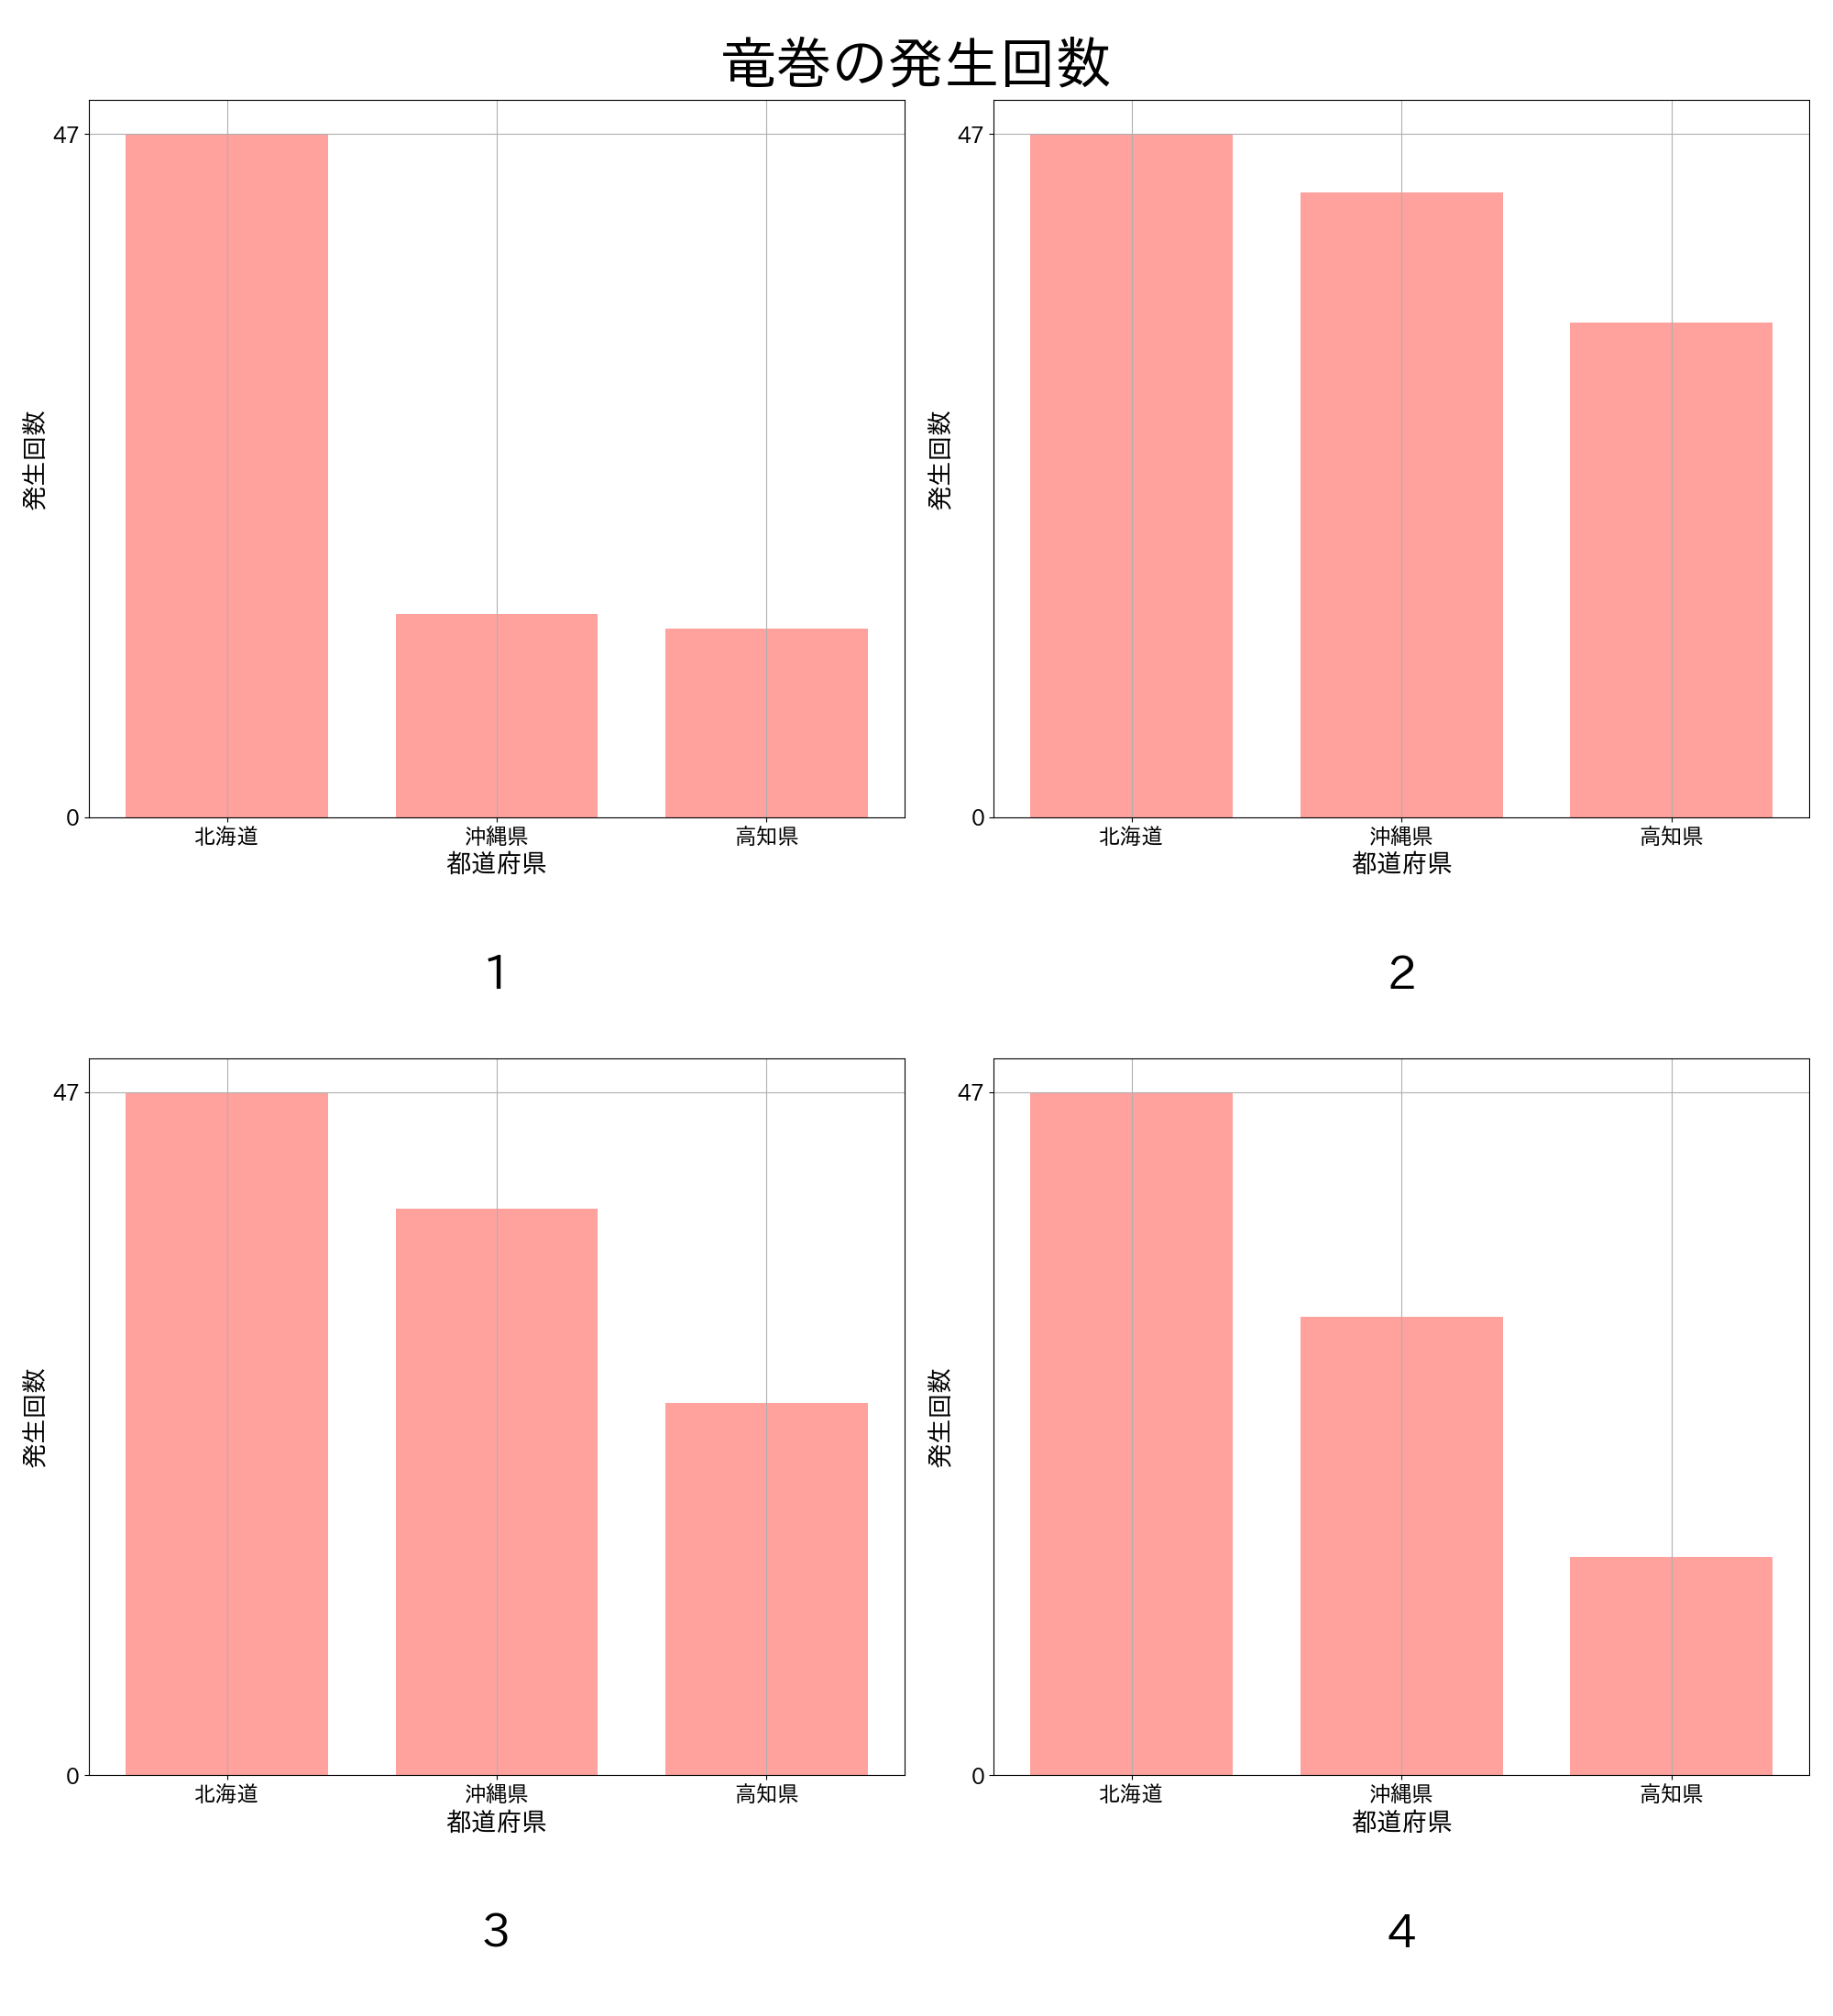 竜巻の発生回数
47
0
発生回数
北海道 沖縄県 高知県
都道府県
1
47
0
発生回数
北海道 沖縄県 高知県
都道府県
2
47
0
発生回数
北海道 沖縄県 高知県
都道府県
3
47
0
発生回数
北海道 沖縄県 高知県
都道府県
4